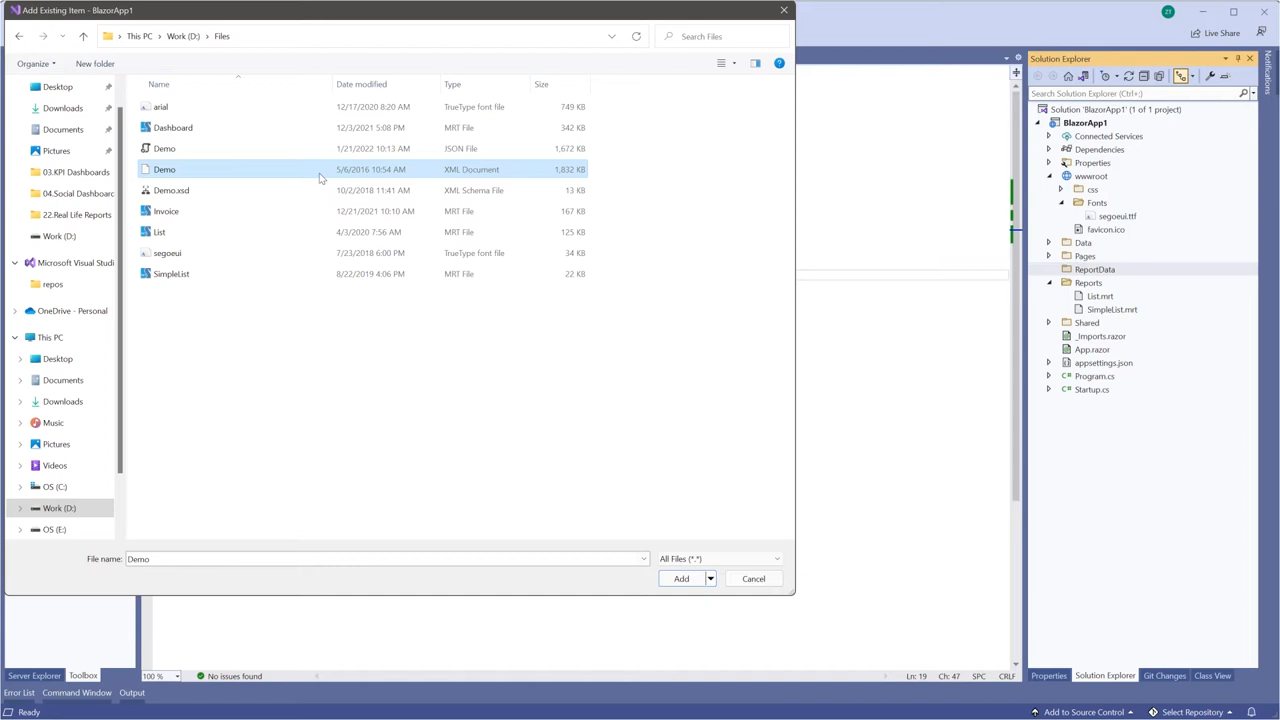 Add Existing Item - BlazorApp1
ZT
This PC > Work (D:) > Files
Search Files
Live Share
Organize
New folder
Solution Explorer
Notifications
Name
Date modified
Type
Size
Desktop
Downloads
Documents
Pictures
03.KPI Dashboards
04.Social Dashboard
22.Real Life Reports
Work (D:)
Microsoft Visual Studi
repos
OneDrive - Personal
This PC
Desktop
Documents
Downloads
Music
Pictures
Videos
OS (C:)
Work (D:)
OS (E:)
arial 12/17/2020 8:20 AM TrueType font file 749 KB
Dashboard 12/3/2021 5:08 PM MRT File 342 KB
Demo 1/21/2022 10:13 AM JSON File 1,672 KB
Demo 5/6/2016 10:54 AM XML Document 1,832 KB
Demo.xsd 10/2/2018 11:41 AM XML Schema File 13 KB
Invoice 12/21/2021 10:10 AM MRT File 167 KB
List 4/3/2020 7:56 AM MRT File 125 KB
segoeui 7/23/2018 6:00 PM TrueType font file 34 KB
SimpleList 8/22/2019 4:06 PM MRT File 22 KB
File name: Demo
All Files (*.*)
Add
Cancel
Search Solution Explorer (Ctrl+;)
Solution 'BlazorApp1' (1 of 1 project)
BlazorApp1
Connected Services
Dependencies
Properties
wwwroot
css
Fonts
segoeui.ttf
favicon.ico
Data
Pages
ReportData
Reports
List.mrt
SimpleList.mrt
Shared
_Imports.razor
App.razor
appsettings.json
C# Program.cs
C# Startup.cs
Server Explorer Toolbox
100 %
No issues found
Ln: 19 Ch: 47 SPC CRLF
Properties Solution Explorer Git Changes Class View
Error List Command Window Output
Ready
Add to Source Control
Select Repository